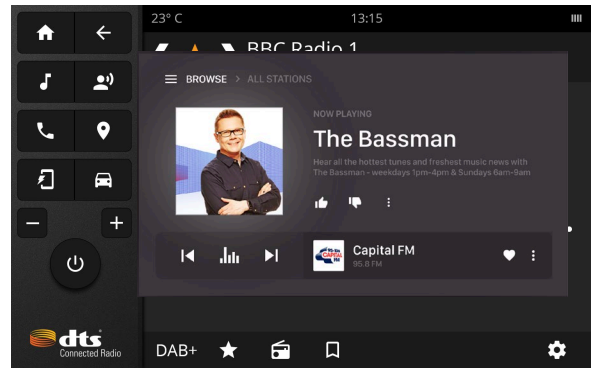 23° C
13:15
BBC Radio 1
BROWSE > ALL STATIONS
NOW PLAYING
The Bassman
Hear all the hottest tunes and freshest music news with
The Bassman - weekdays 1pm-4pm & Sundays 6am-9am
CAPITAL
FM
Capital FM
95.8 FM
dts
Connected Radio
DAB+